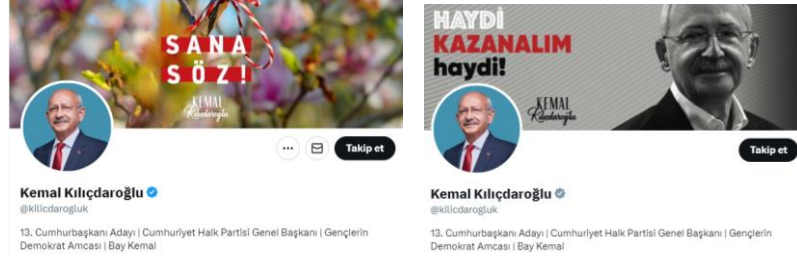 SANA
SÖZ!
KEMAL
Kılıçdaroğlu
Takip et
Kemal Kılıçdaroğlu
@kilicdarogluk
13. Cumhurbaşkanı Adayı | Cumhuriyet Halk Partisi Genel Başkanı | Gençlerin
Demokrat Amcası | Bay Kemal
HAYDİ
KAZANALIM
haydi!
KEMAL
Kılıçdaroğlu
Takip et
Kemal Kılıçdaroğlu
@kilicdarogluk
13. Cumhurbaşkanı Adayı | Cumhuriyet Halk Partisi Genel Başkanı | Gençlerin
Demokrat Amcası | Bay Kemal